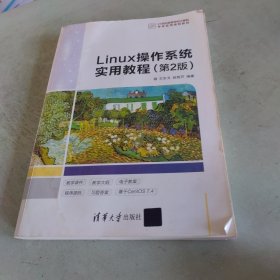 Linux操作系统
实用教程（第2版）
编著
教学课件 教学大纲 电子教案
程序源码 习题答案 基于CentOS 7.4
清华大学出版社